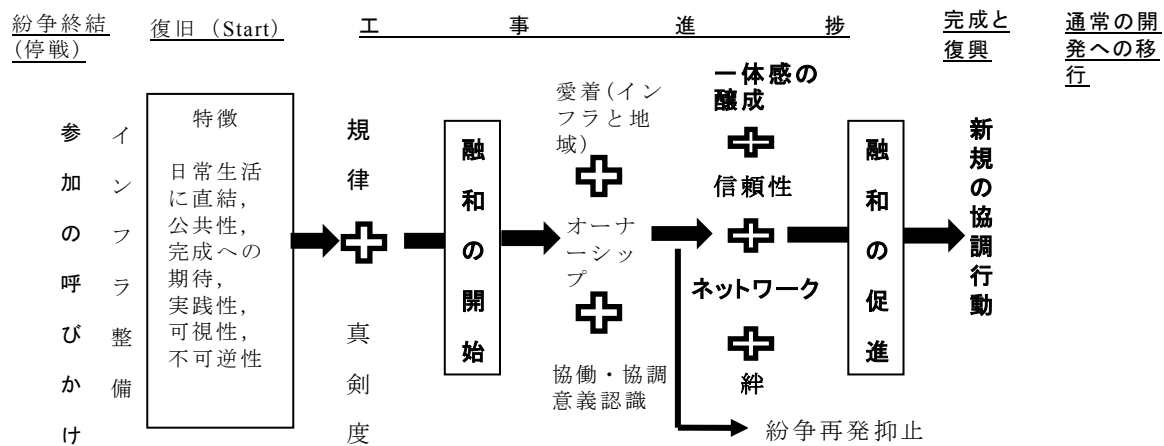 紛争終結
(停戦)
復旧 (Start)
工事進捗
完成と
復興
通常の開
発への移
行
参加の呼びかけ
インフラ整備
特徴
日常生活
に直結,
公共性,
完成への
期待,
実践性,
可視性,
不可逆性
規律
真剣度
融和の開始
愛着(イン
フラと地
域)
オーナ
ーシッ
プ
協働・協調
意義認識
一体感の
醸成
信頼性
ネットワーク
絆
融和の促進
新規の協調行動
紛争再発抑止